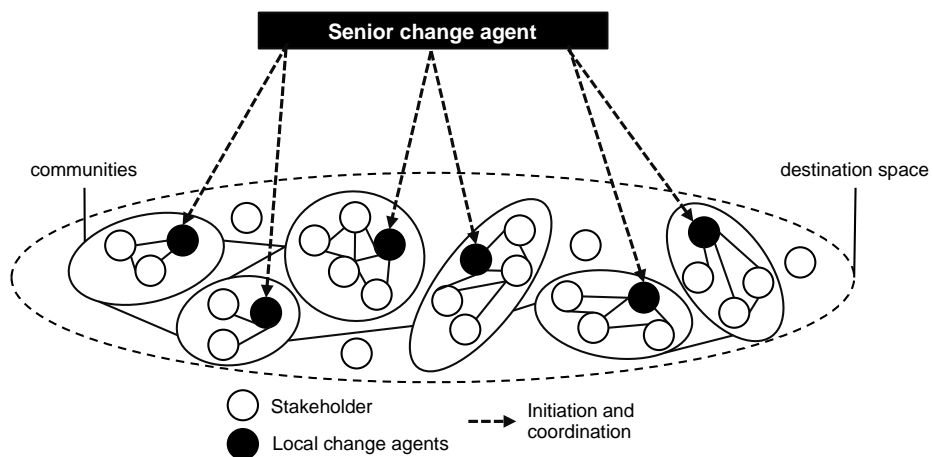 Senior change agent
communities
destination space
Stakeholder
Local change agents
Initiation and
coordination